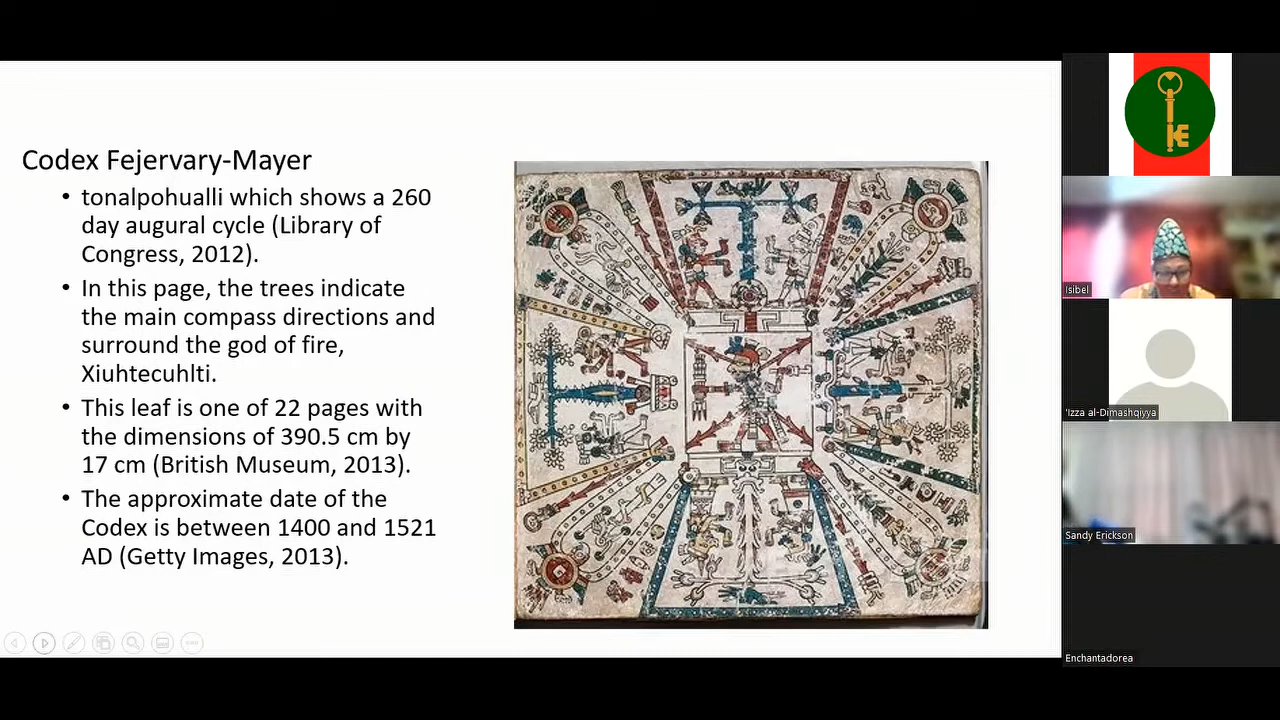 Codex Fejervary-Mayer
• tonalpohualli which shows a 260
day augural cycle (Library of
Congress, 2012).
• In this page, the trees indicate
the main compass directions and
surround the god of fire,
Xiuhtecuhlti.
• This leaf is one of 22 pages with
the dimensions of 390.5 cm by
17 cm (British Museum, 2013).
• The approximate date of the
Codex is between 1400 and 1521
AD (Getty Images, 2013).
Isibel
'Izza al-Dimashqiyya
Sandy Erickson
Enchantadorea